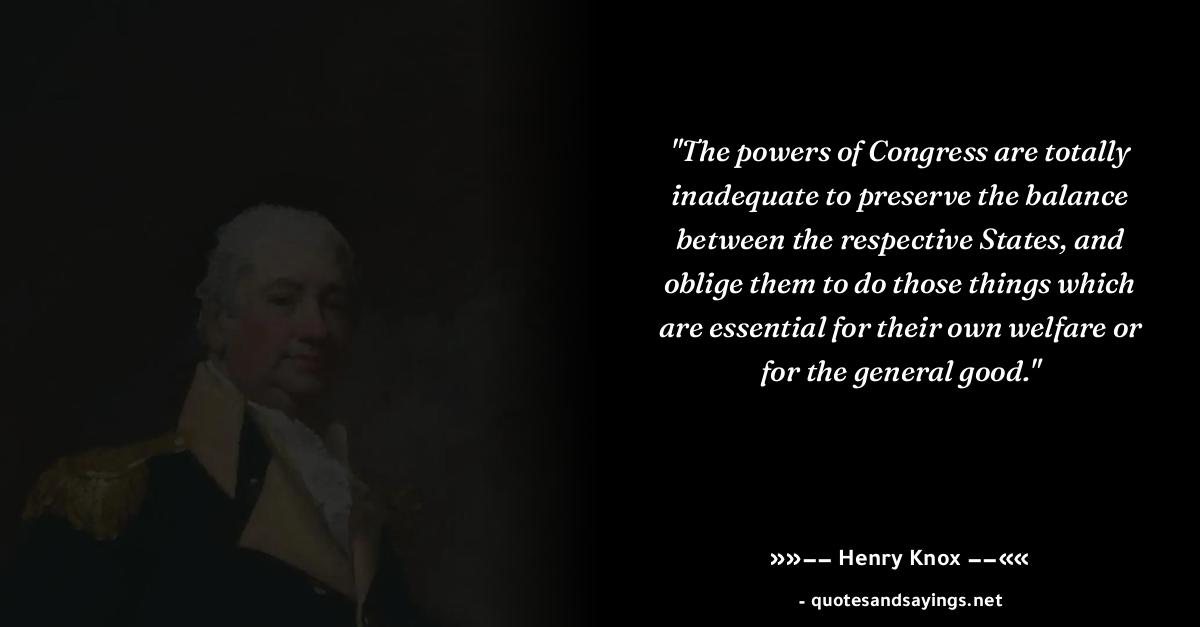 "The powers of Congress are totally
inadequate to preserve the balance
between the respective States, and
oblige them to do those things which
are essential for their own welfare or
for the general good."
»»−− Henry Knox −−««
- quotesandsayings.net